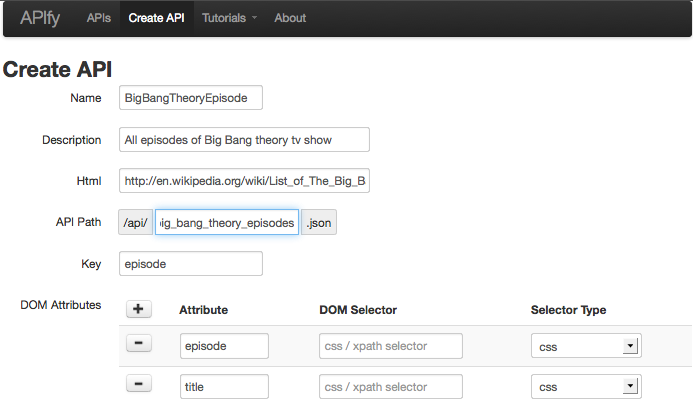 APIfy APIs Create API Tutorials About
Create API
Name BigBangTheoryEpisode
Description All episodes of Big Bang theory tv show
Html http://en.wikipedia.org/wiki/List_of_The_Big_B
API Path /api/ big_bang_theory_episodes .json
Key episode
DOM Attributes + Attribute DOM Selector Selector Type
- episode css / xpath selector css
- title css / xpath selector css